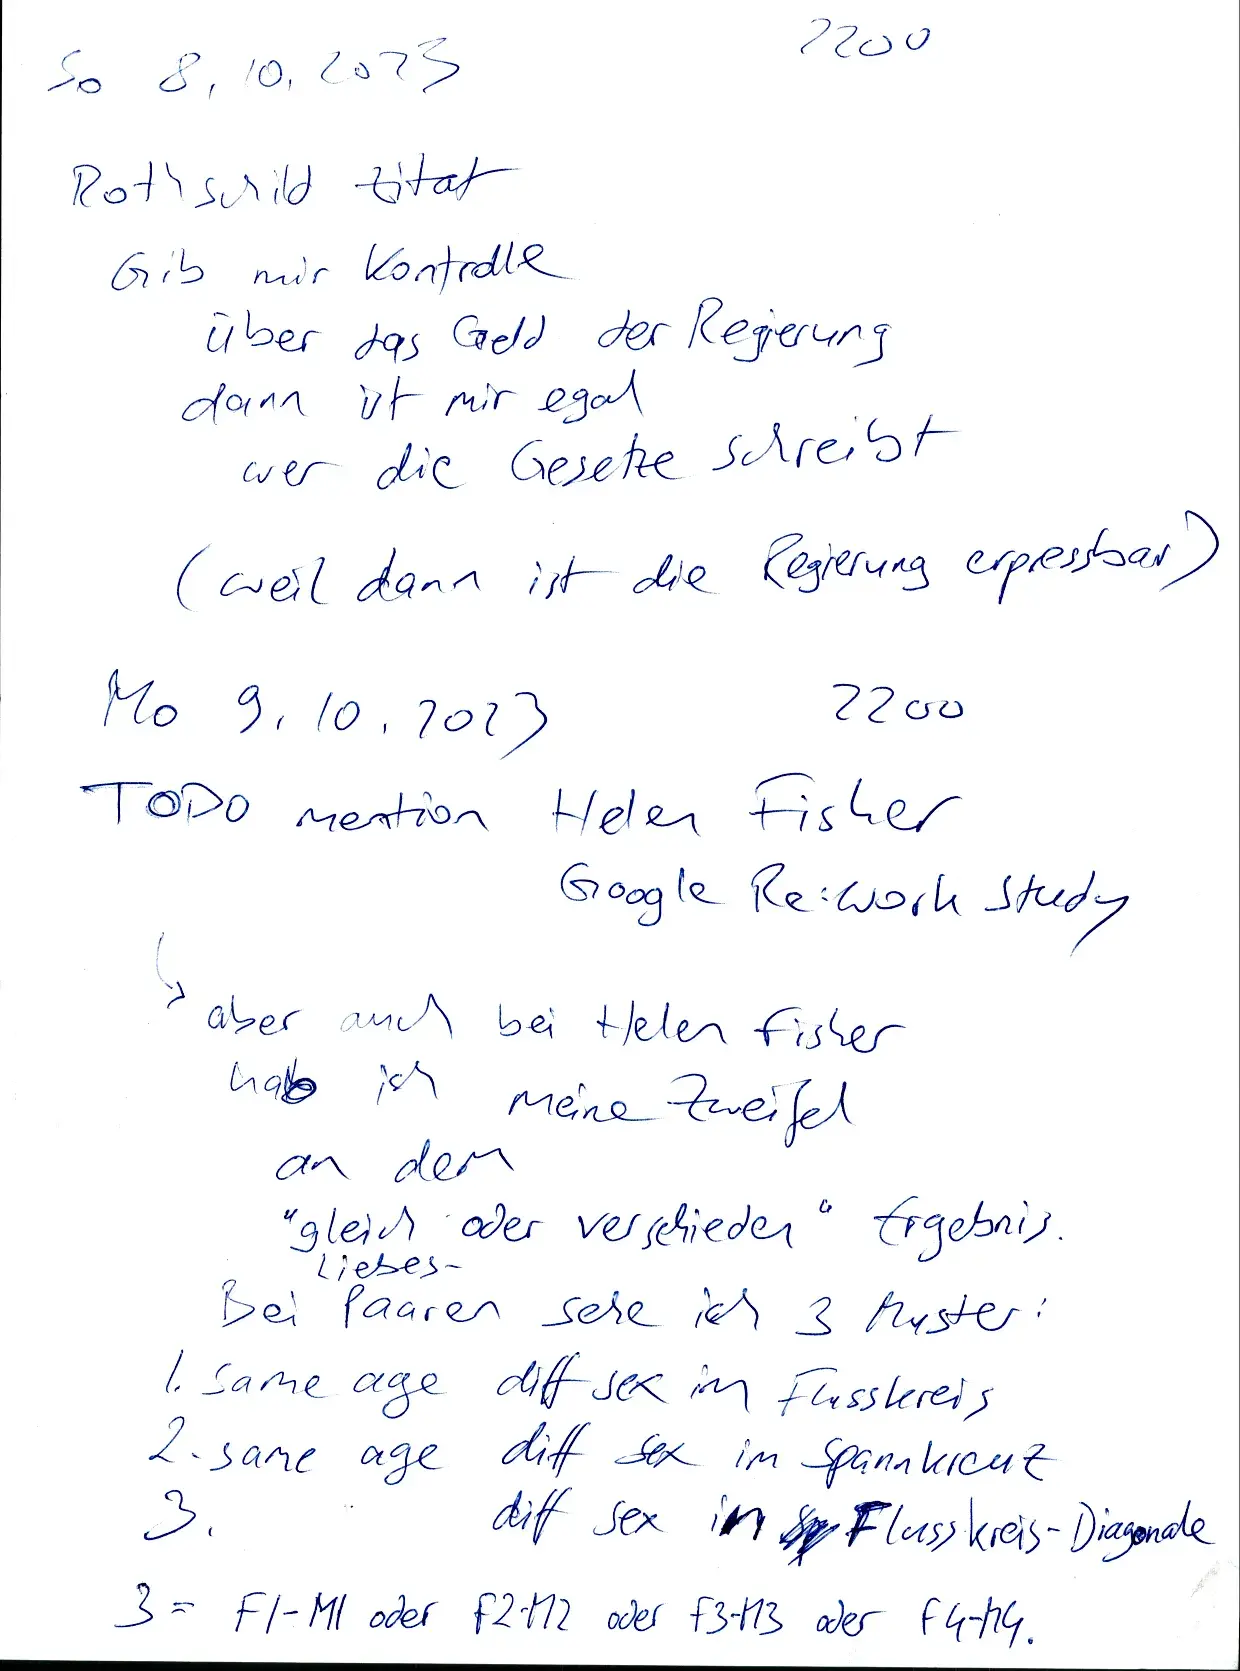 So 8.10.2023 2200
Rothschild Zitat
Gib mir Kontrolle
über das Geld der Regierung
dann ist mir egal
wer die Gesetze schreibt
(weil dann ist die Regierung erpressbar)
Mo 9.10.2023 2200
TODO mention Helen Fisher
Google Re:Work Study
↳ aber auch bei Helen Fisher
hab ich meine Zweifel
an dem
"gleich oder verschieden" Ergebnis.
Liebes-
Bei Paaren sehe ich 3 Muster:
1. same age diff sex im Flusskreis
2. same age diff sex im Spannkreuz
3. diff sex in Flusskreis-Diagonale
3 = F1-M1 oder F2-M2 oder F3-M3 oder F4-M4.